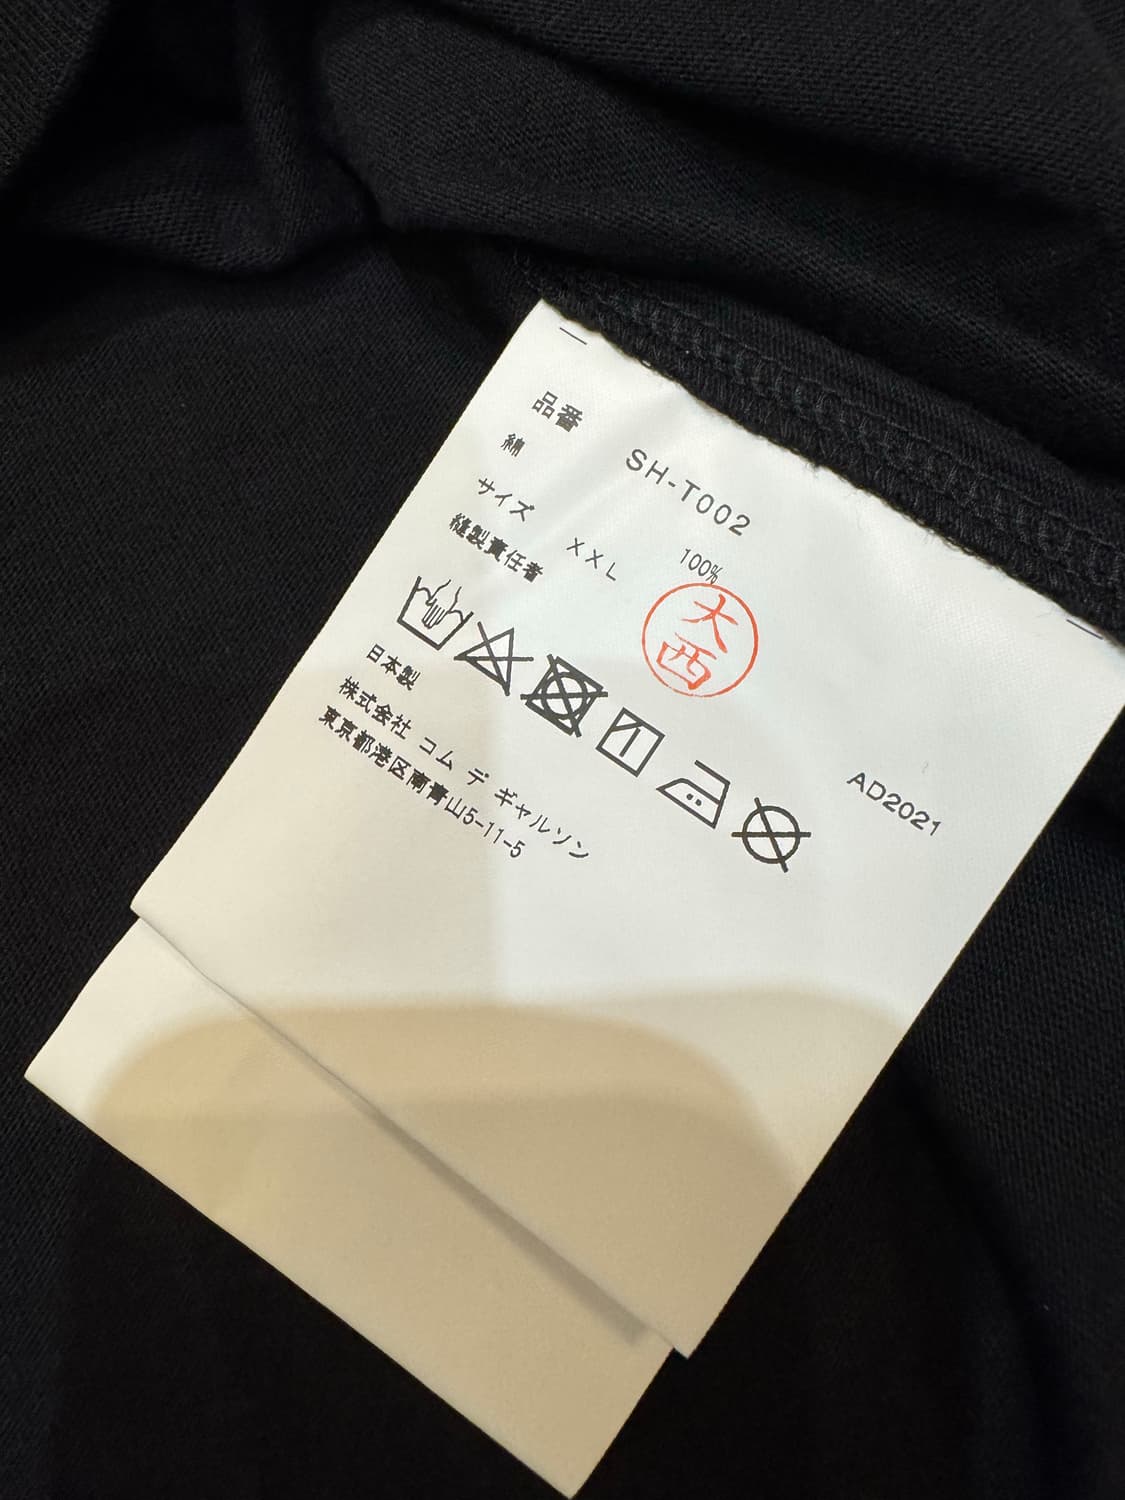 品番 SH-T002
綿 100%
サイズ XXL
縫製責任者 大西
日本製
株式会社 コム デ ギャルソン
東京都港区南青山5-11-5
AD2021